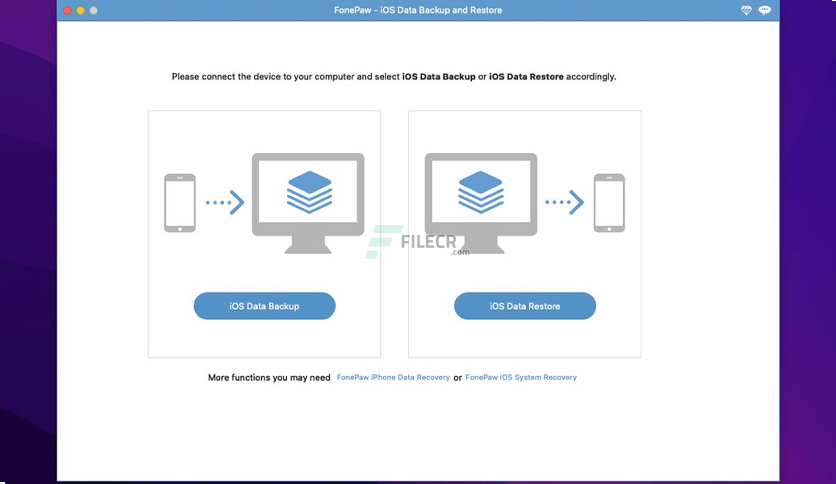 FonePaw - iOS Data Backup and Restore
Please connect the device to your computer and select iOS Data Backup or iOS Data Restore accordingly.
FILECR
.com
iOS Data Backup
iOS Data Restore
More functions you may need FonePaw iPhone Data Recovery or FonePaw iOS System Recovery